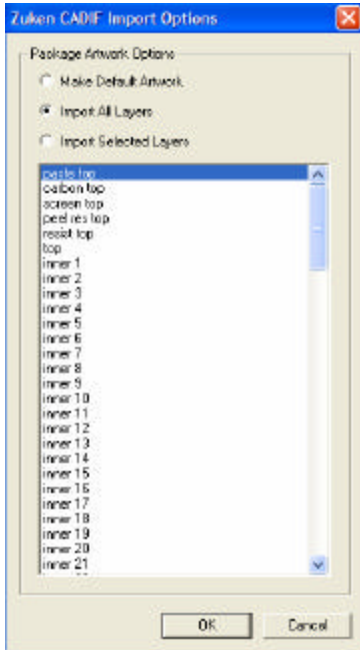 Zuken CADIF Import Options
Package Artwork Options
Make Default Artwork
Import All Layers
Import Selected Layers
paste top
carbon top
screen top
peel res top
resist top
top
inner 1
inner 2
inner 3
inner 4
inner 5
inner 6
inner 7
inner 8
inner 9
inner 10
inner 11
inner 12
inner 13
inner 14
inner 15
inner 16
inner 17
inner 18
inner 19
inner 20
inner 21
OK
Cancel